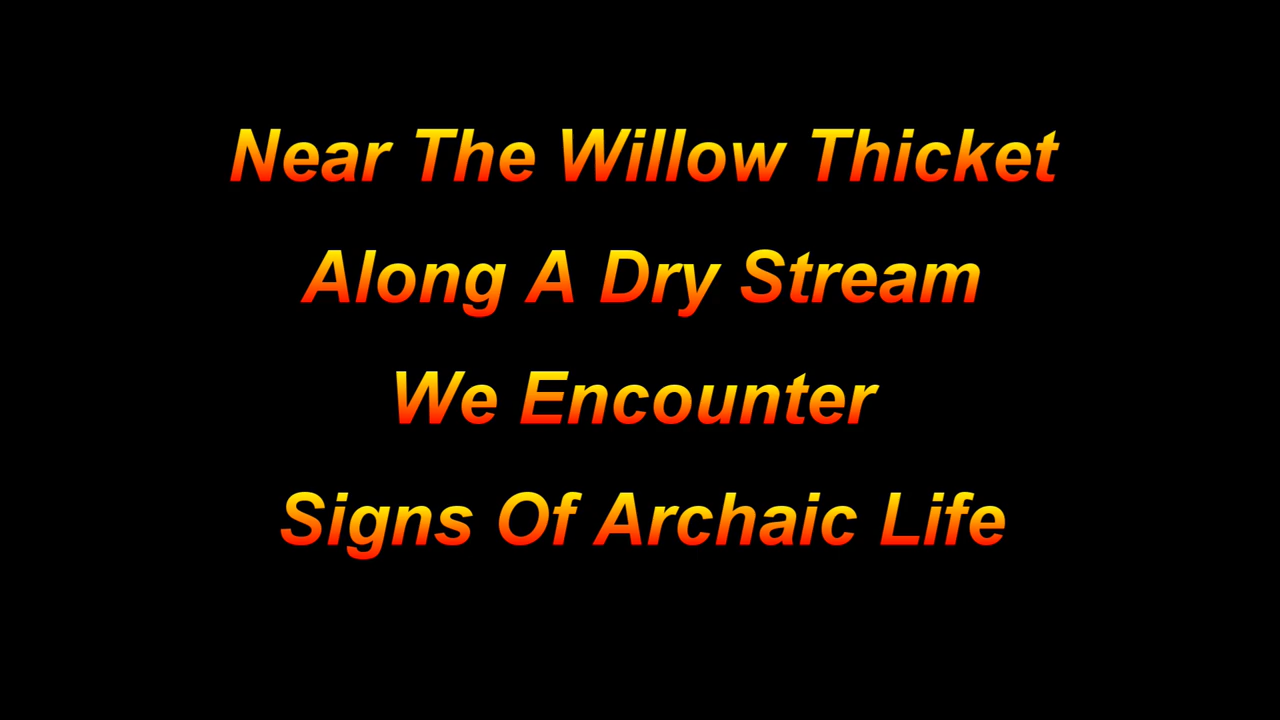 Near The Willow Thicket
Along A Dry Stream
We Encounter
Signs Of Archaic Life